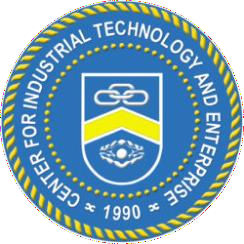 CENTER FOR INDUSTRIAL TECHNOLOGY AND ENTERPRISE
1990